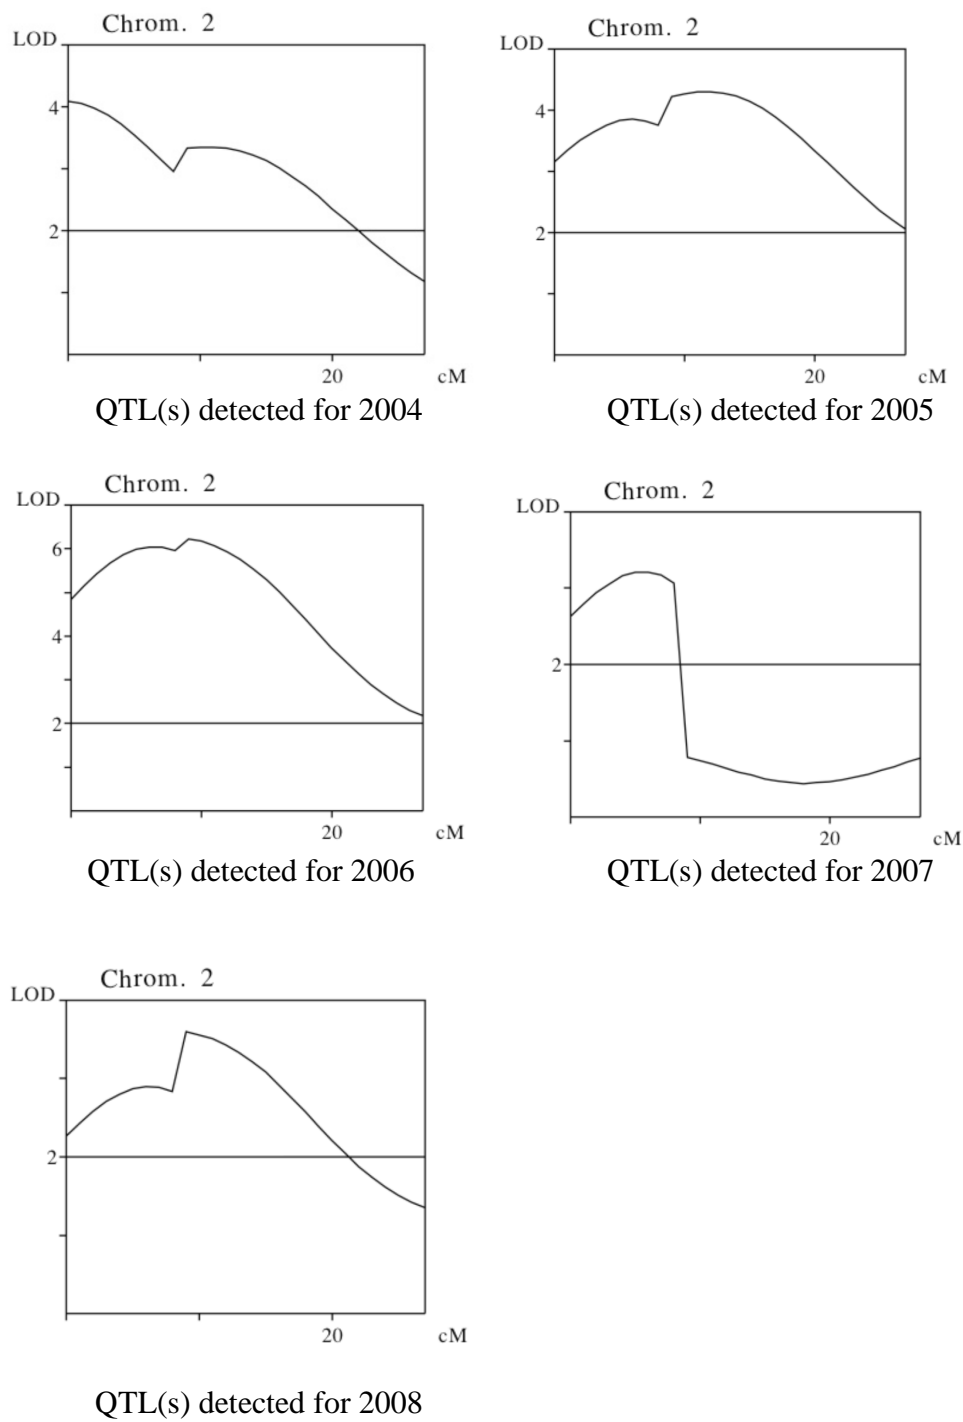 Chrom. 2
LOD
4
2
20
cM
QTL(s) detected for 2004
Chrom. 2
LOD
4
2
20
cM
QTL(s) detected for 2005
Chrom. 2
LOD
6
4
2
20
cM
QTL(s) detected for 2006
Chrom. 2
LOD
2
20
cM
QTL(s) detected for 2007
Chrom. 2
LOD
2
20
cM
QTL(s) detected for 2008